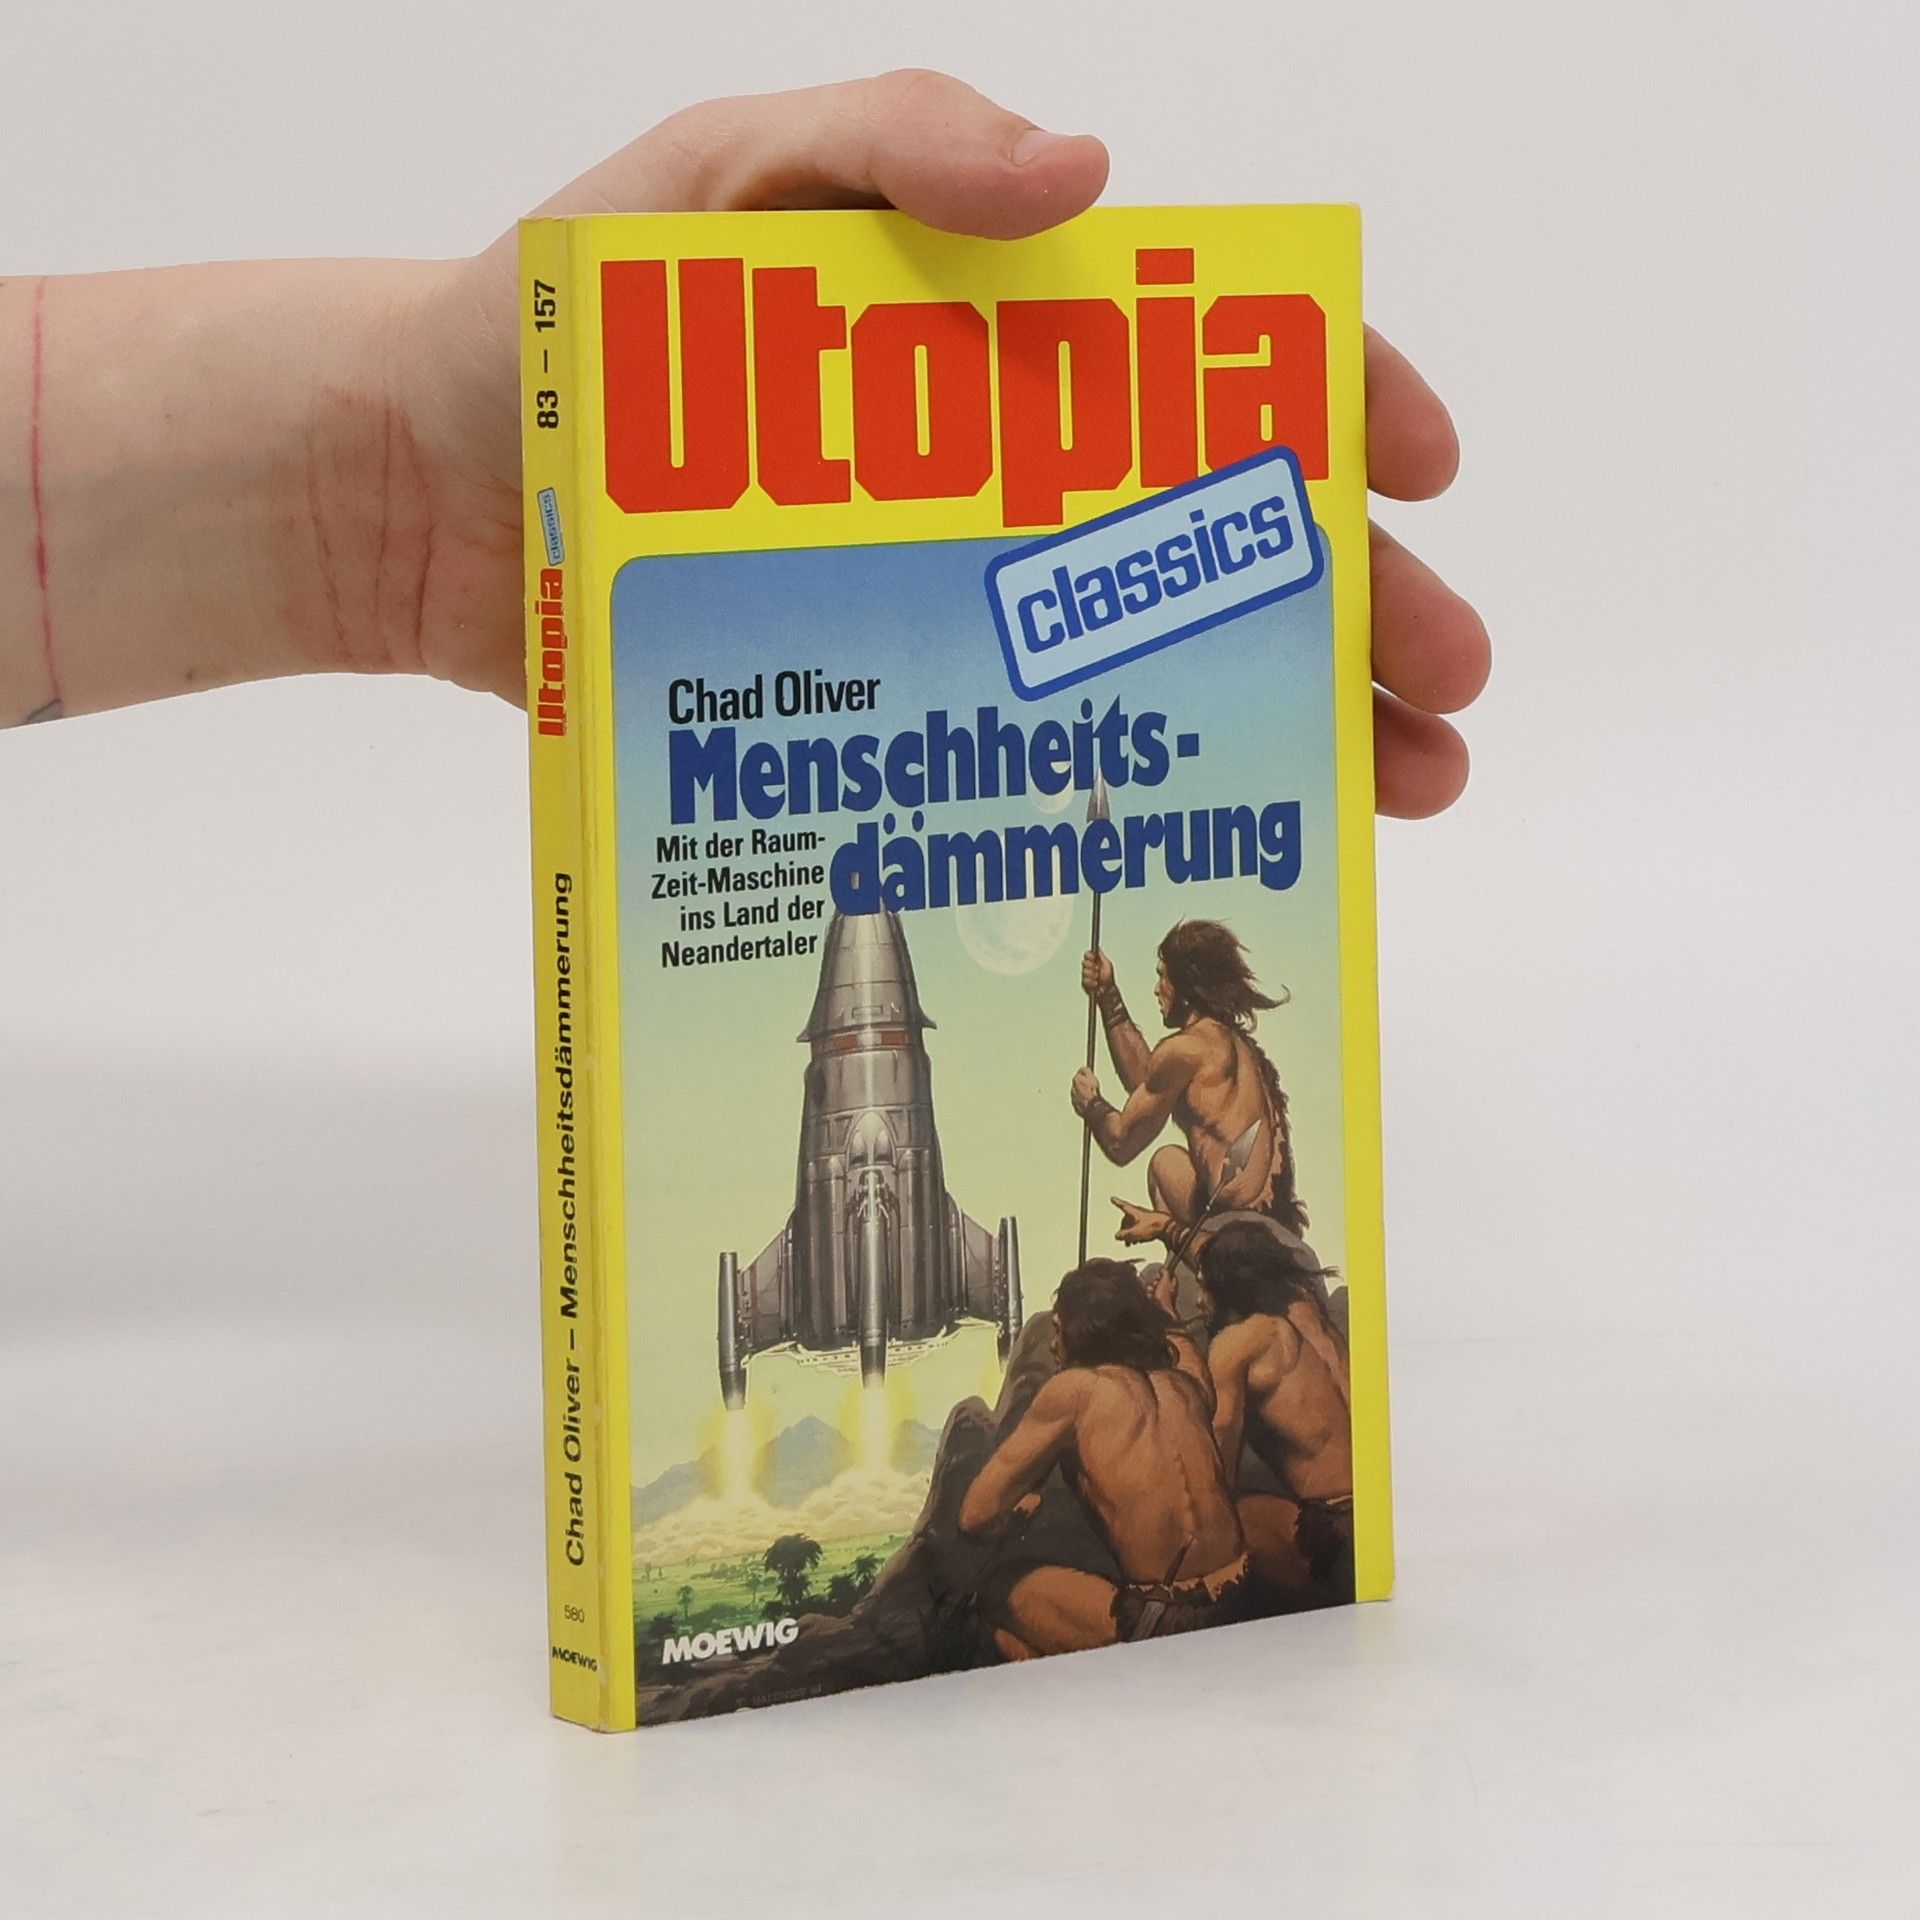 Utopia
classics
Chad Oliver
Menschheits-
dämmerung
Mit der Raum-
Zeit-Maschine
ins Land der
Neandertaler
MOEWIG
83 – 157
Utopia classics
Chad Oliver – Menschheitsdämmerung
580
MOEWIG